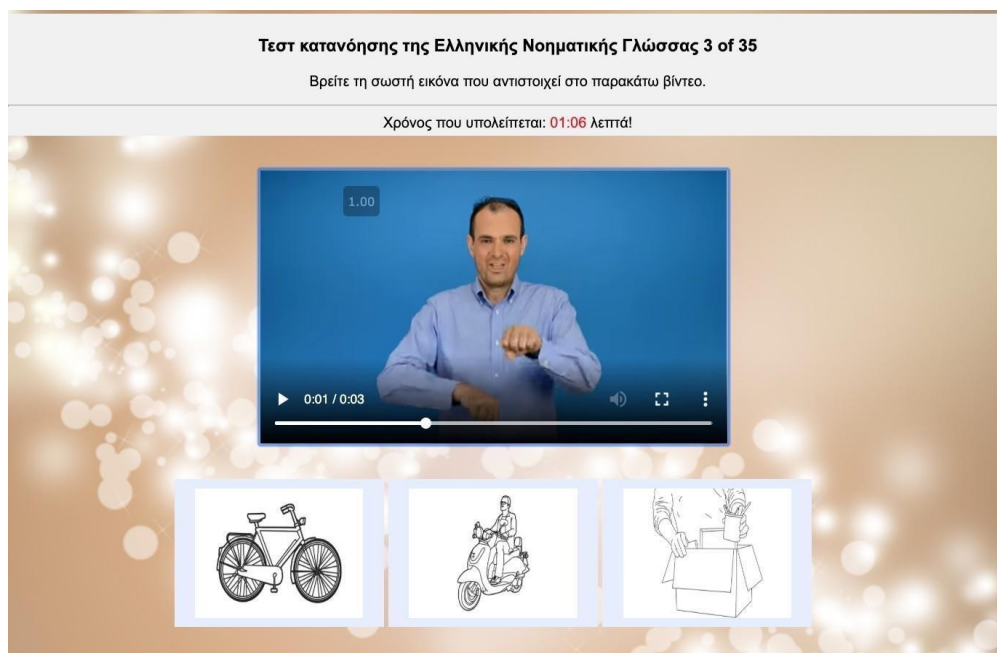 Τεστ κατανόησης της Ελληνικής Νοηματικής Γλώσσας 3 of 35
Βρείτε τη σωστή εικόνα που αντιστοιχεί στο παρακάτω βίντεο.
Χρόνος που υπολείπεται: 01:06 λεπτά!
1.00
0:01 / 0:03